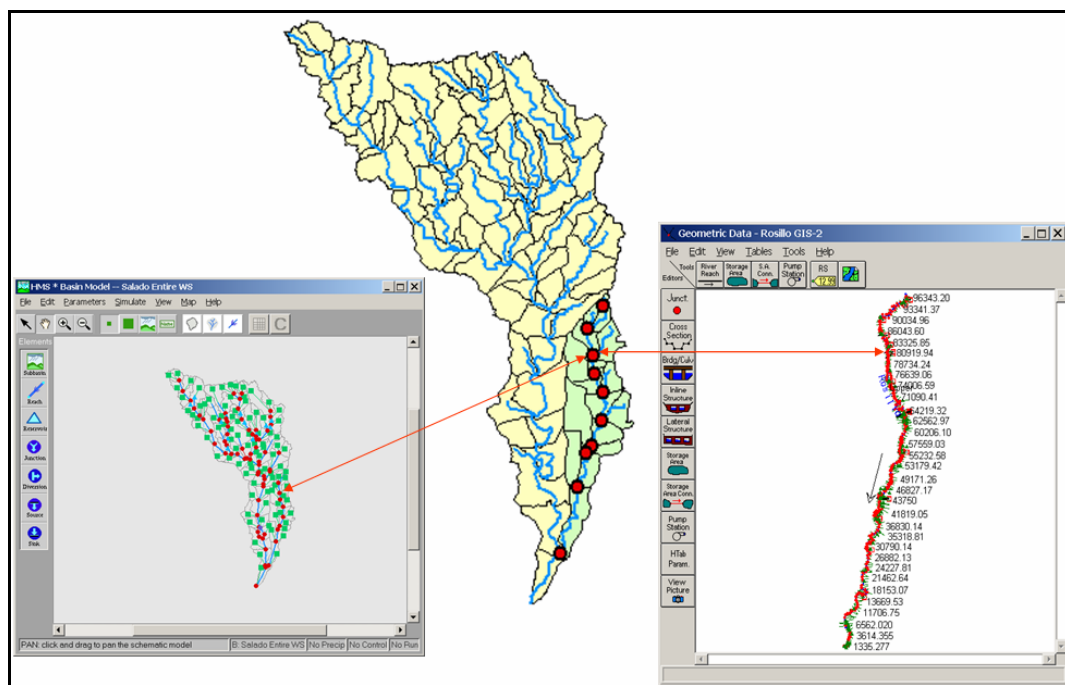 HMS * Basin Model -- Salado Entire WS
File Edit Parameters Simulate View Map Help
Elements
Subbasin
Reach
Reservoir
Junction
Diversion
Source
Sink
PAN: click and drag to pan the schematic model
B: Salado Entire WS
No Precip
No Control
No Run
Geometric Data - Rosillo GIS-2
File Edit View Tables Tools Help
Tools
Editors
River Reach
Storage Area
S.A. Conn.
Pump Station
RS
Junct.
Cross Section
Brdg/Culv
Inline Structure
Lateral Structure
Storage Area
Storage Area Conn.
Pump Station
HTab Param.
View Picture
96343.20
93341.37
90034.96
86043.60
83325.85
80919.94
78734.24
76639.06
71090.41
64219.32
62562.97
60206.10
57559.03
55232.58
53179.42
49171.26
46827.17
43750
41819.05
36830.14
35318.81
30790.14
26882.13
24227.81
21462.64
18153.07
13669.53
11706.75
6562.020
3614.355
1335.277